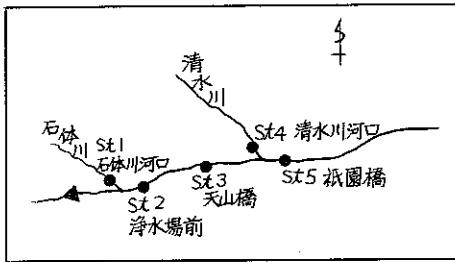 清水川
石体川
St1
石体川河口
St2
浄水場前
St3
天山橋
St4 清水川河口
St5 祇園橋